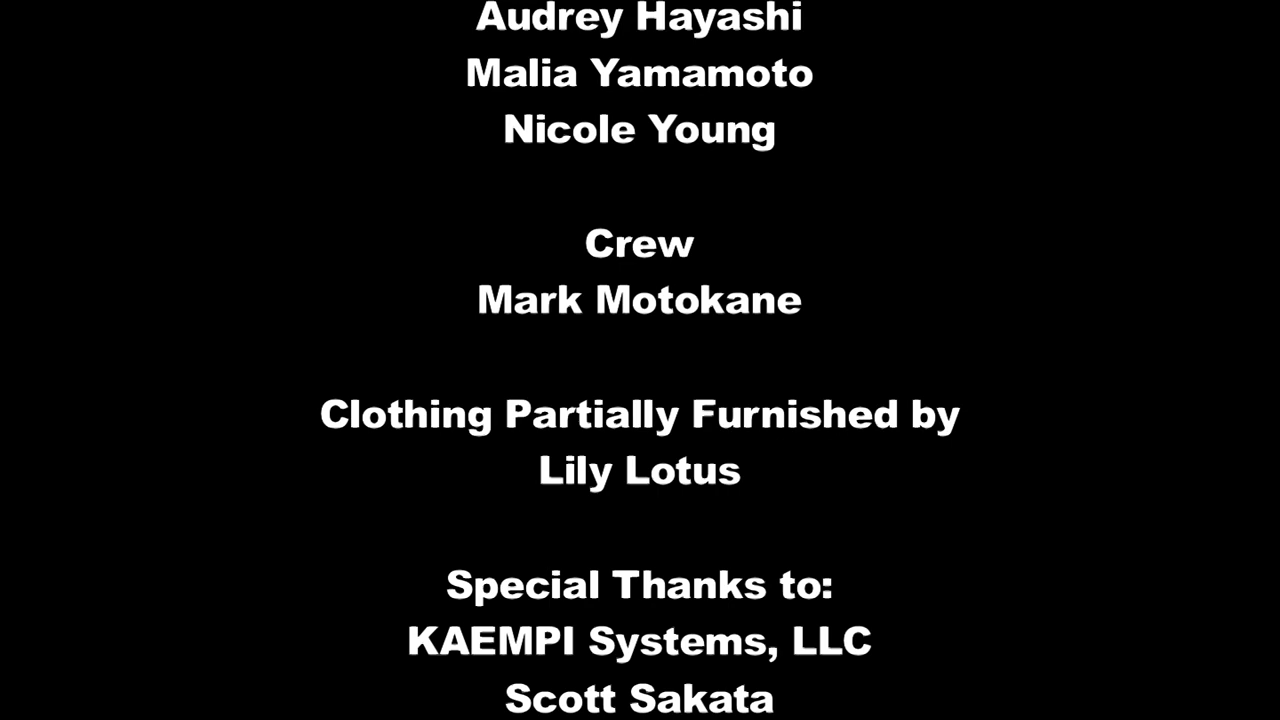 Audrey Hayashi
Malia Yamamoto
Nicole Young
Crew
Mark Motokane
Clothing Partially Furnished by
Lily Lotus
Special Thanks to:
KAEMPI Systems, LLC
Scott Sakata